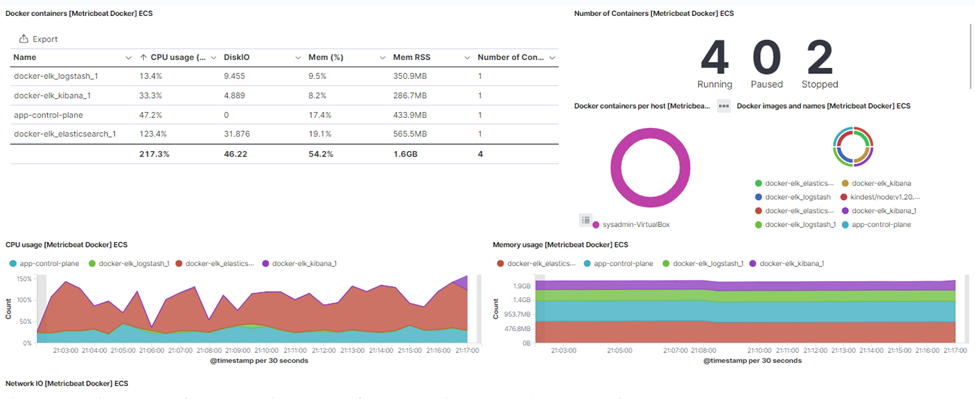 Docker containers [Metricbeat Docker] ECS
Export
Name ↑ CPU usage (... DiskIO Mem (%) Mem RSS Number of Con...
docker-elk_logstash_1 13.4% 9.455 9.5% 350.9MB 1
docker-elk_kibana_1 33.3% 4.889 8.2% 286.7MB 1
app-control-plane 47.2% 0 17.4% 433.9MB 1
docker-elk_elasticsearch_1 123.4% 31.876 19.1% 565.5MB 1
217.3% 46.22 54.2% 1.6GB 4
Number of Containers [Metricbeat Docker] ECS
4 0 2
Running Paused Stopped
Docker containers per host [Metricbea...
sysadmin-VirtualBox
Docker images and names [Metricbeat Docker] ECS
docker-elk_elastics... docker-elk_kibana
docker-elk_logstash kindest/node:v1.20....
docker-elk_elastics... docker-elk_kibana_1
docker-elk_logstash_1 app-control-plane
CPU usage [Metricbeat Docker] ECS
app-control-plane docker-elk_logstash_1 docker-elk_elastics... docker-elk_kibana_1
150%
100%
50%
0%
Count
21:03:00 21:04:00 21:05:00 21:06:00 21:07:00 21:08:00 21:09:00 21:10:00 21:11:00 21:12:00 21:13:00 21:14:00 21:15:00 21:16:00 21:17:00
@timestamp per 30 seconds
Memory usage [Metricbeat Docker] ECS
docker-elk_elastics... app-control-plane docker-elk_logstash_1 docker-elk_kibana_1
1.9GB
1.4GB
953.7MB
476.8MB
0B
Count
21:03:00 21:05:00 21:07:00 21:08:00 21:10:00 21:11:00 21:12:00 21:13:00 21:14:00 21:15:00 21:16:00 21:17:00
@timestamp per 30 seconds
Network IO [Metricbeat Docker] ECS